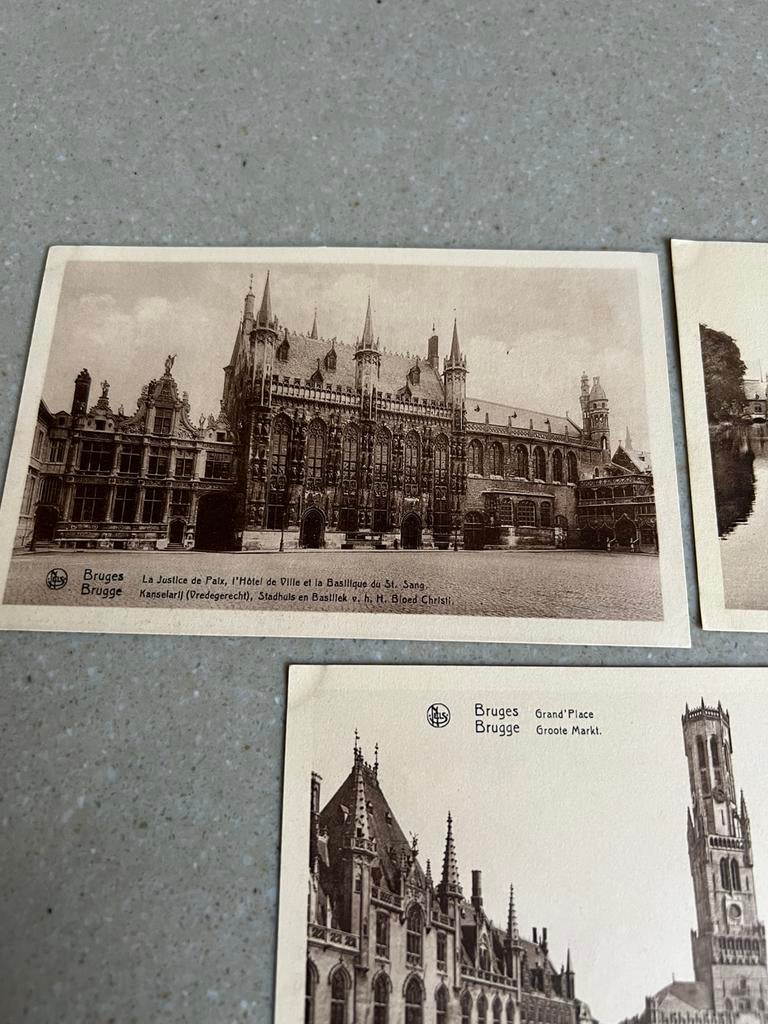 Bruges La Justice de Paix, l'Hôtel de Ville et la Basilique du St. Sang.
Brugge Kanselarij (Vredegerecht), Stadhuis en Basiliek v. h. H. Bloed Christi.
Bruges Grand'Place
Brugge Groote Markt.